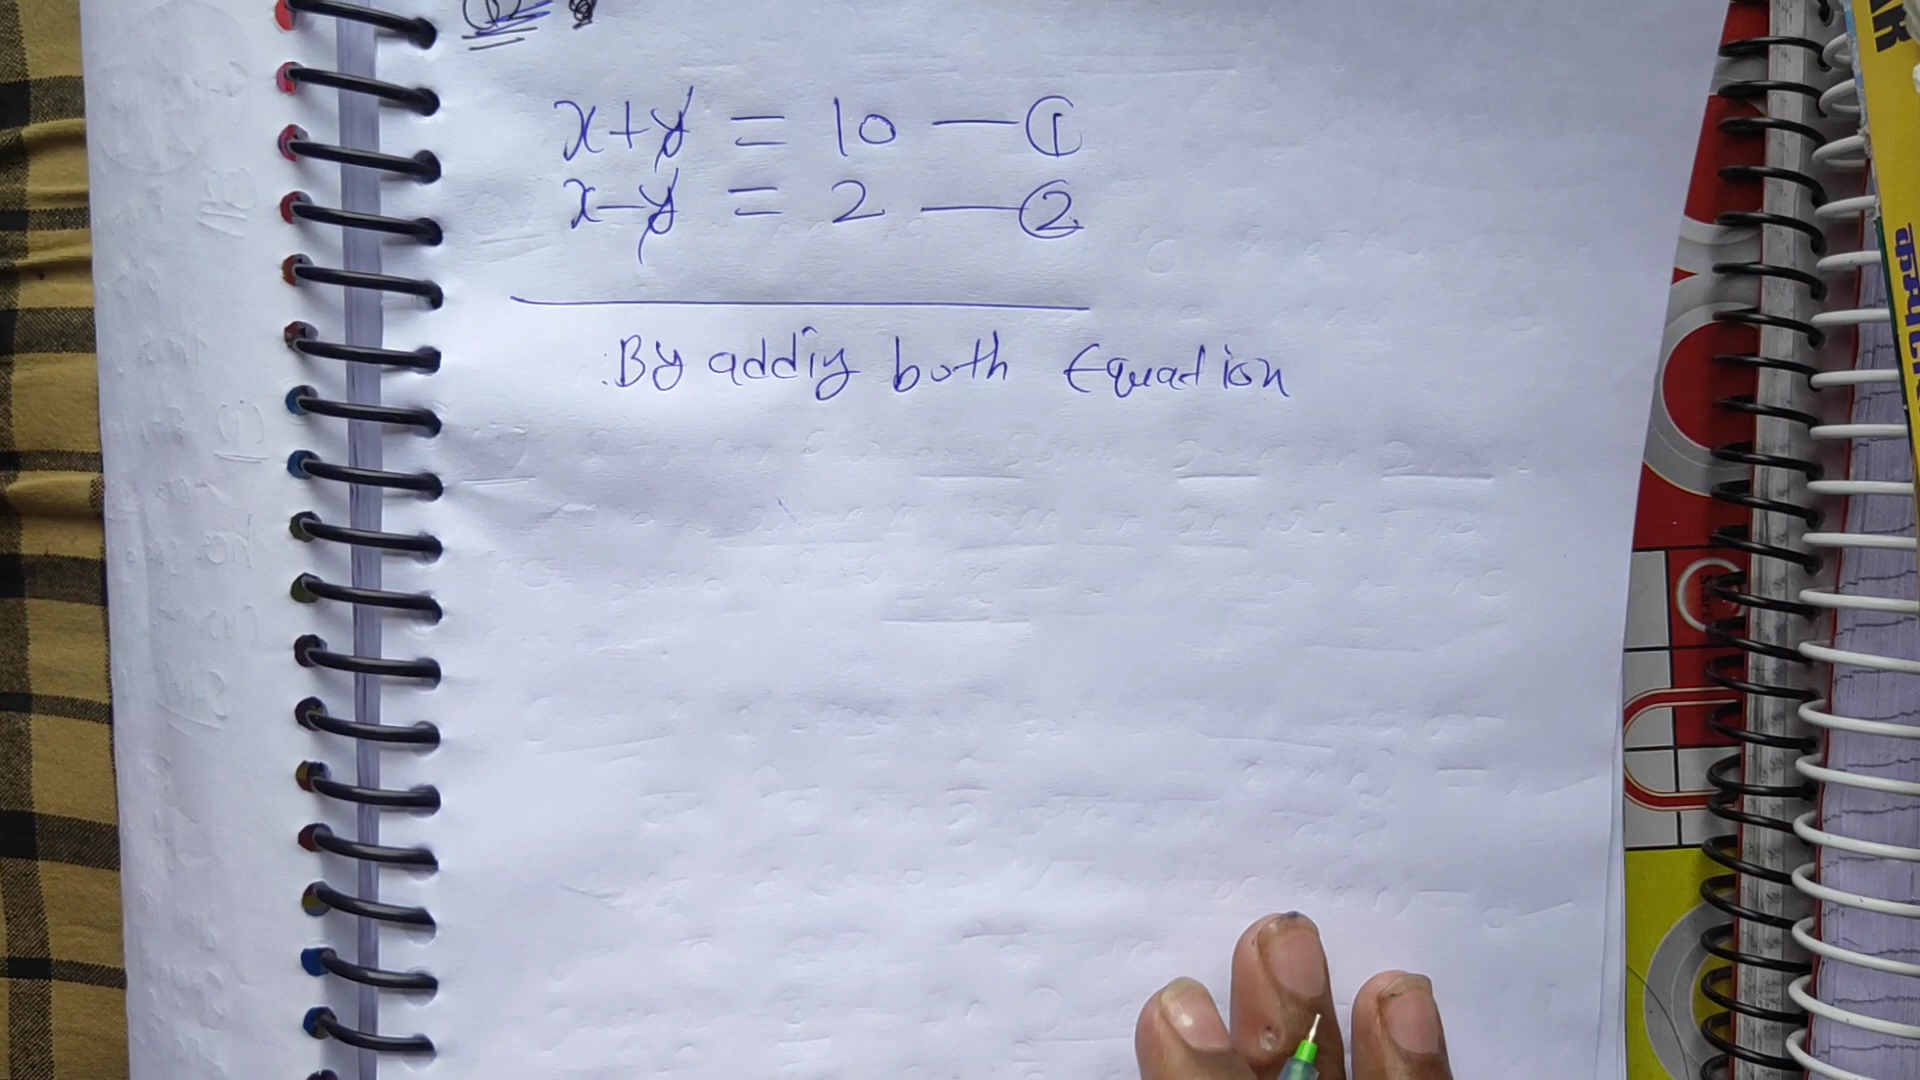 x+y = 10 — ①
x-y = 2 — ②
By addiy both Equation